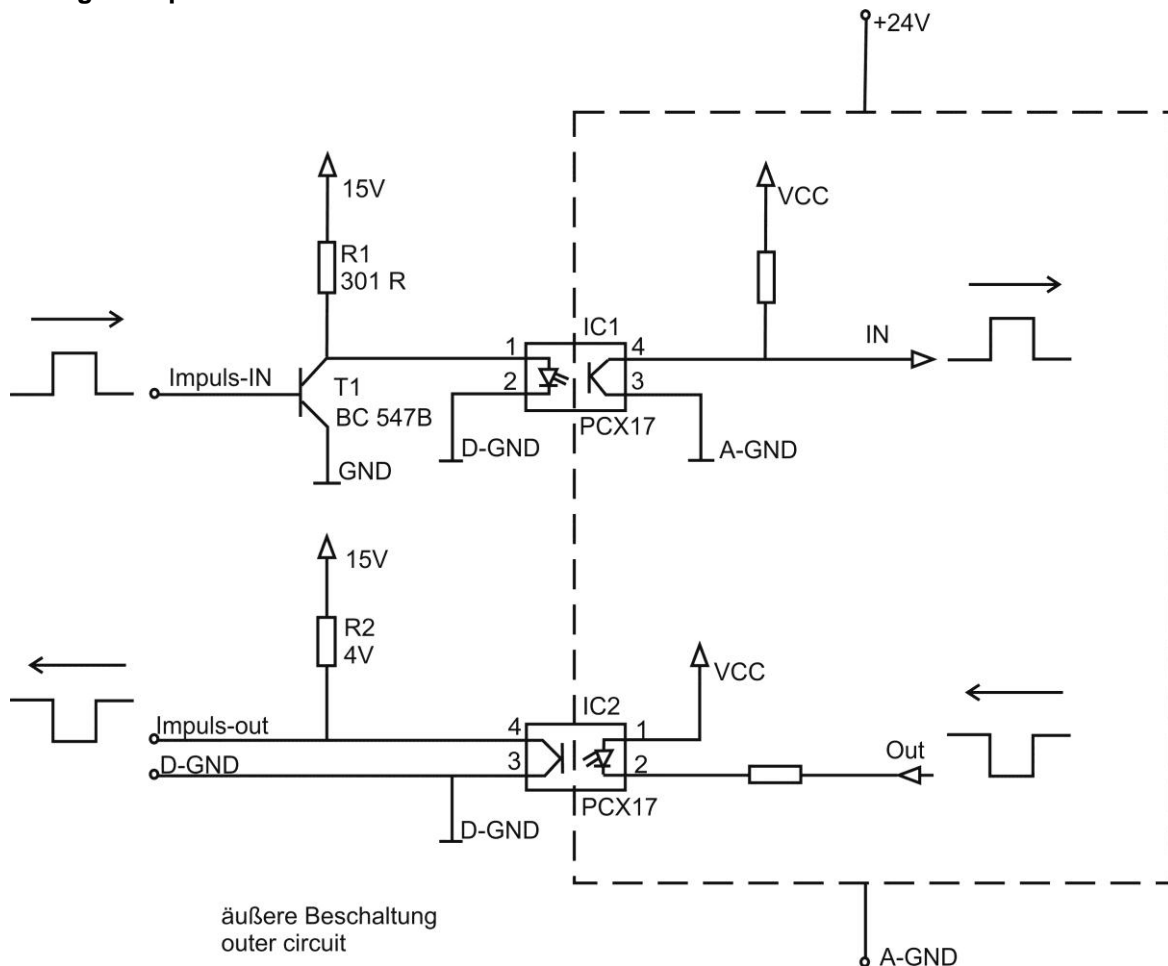 +24V
15V
R1
301 R
VCC
IC1
IN
1
4
Impuls-IN
2
3
T1
BC 547B
PCX17
D-GND
A-GND
GND
15V
R2
4V
VCC
IC2
Impuls-out
4
1
Out
D-GND
3
2
PCX17
D-GND
äußere Beschaltung
outer circuit
A-GND